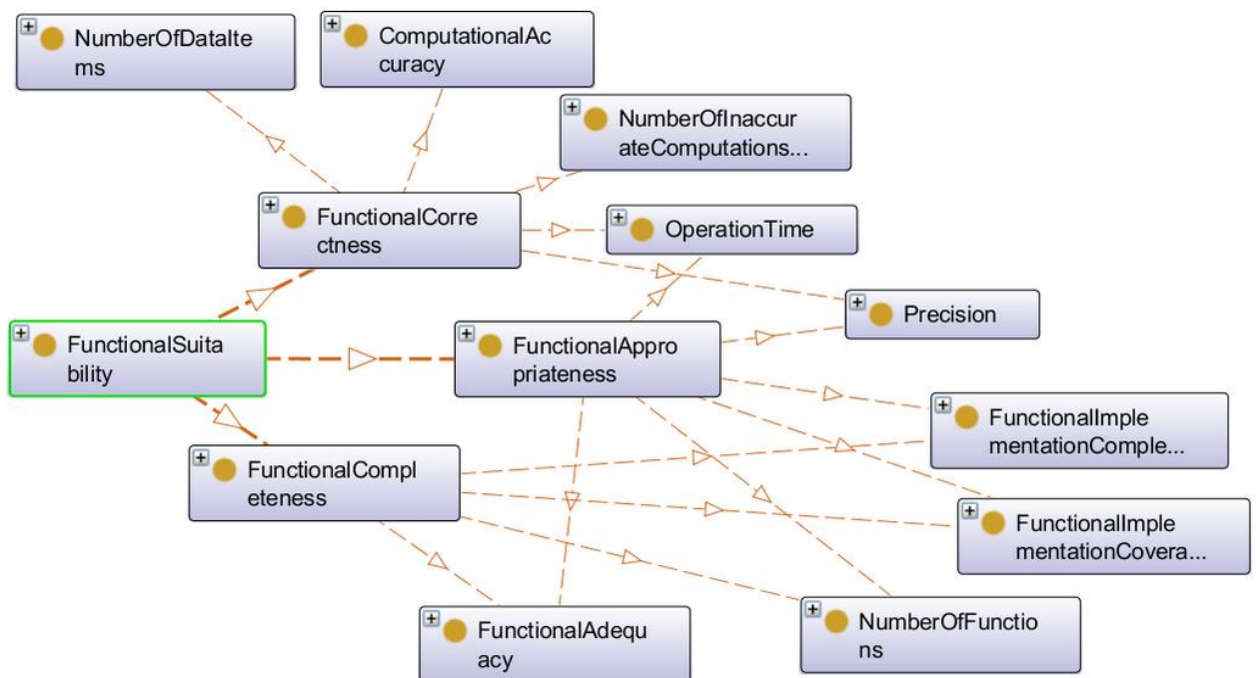 NumberOfDataIte
ms
ComputationalAc
curacy
NumberOfInaccur
ateComputations...
FunctionalCorre
ctness
OperationTime
Precision
FunctionalSuita
bility
FunctionalAppro
priateness
FunctionalImple
mentationComple...
FunctionalCompl
eteness
FunctionalImple
mentationCovera...
FunctionalAdequ
acy
NumberOfFunctio
ns